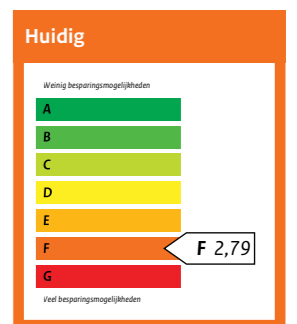 Huidig
Weinig besparingsmogelijkheden
A
B
C
D
E
F
F 2,79
G
Veel besparingsmogelijkheden